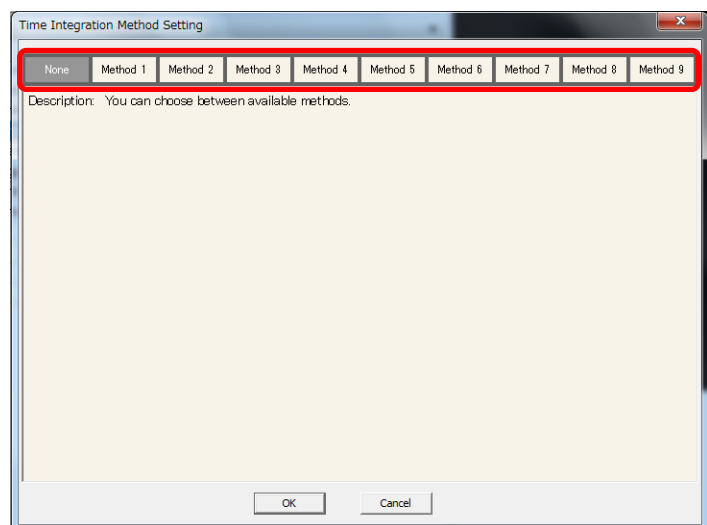 Time Integration Method Setting
None Method 1 Method 2 Method 3 Method 4 Method 5 Method 6 Method 7 Method 8 Method 9
Description: You can choose between available methods.
OK Cancel